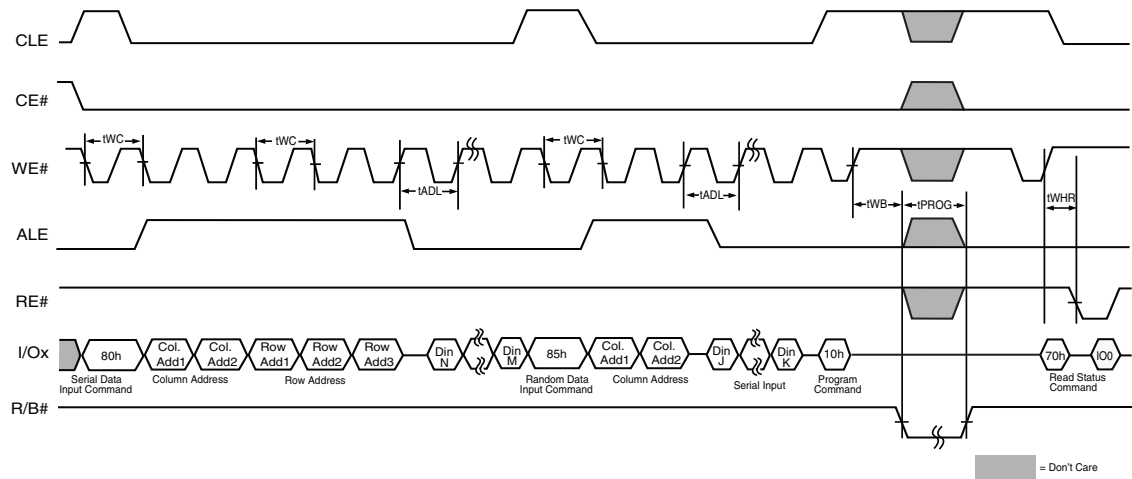 CLE
CE#
tWC
tWC
tWC
WE#
tADL
tADL
tWB
tPROG
tWHR
ALE
RE#
I/Ox
80h
Col. Add1
Col. Add2
Row Add1
Row Add2
Row Add3
Din N
Din M
85h
Col. Add1
Col. Add2
Din J
Din K
10h
70h
IO0
Serial Data
Input Command
Column Address
Row Address
Random Data
Input Command
Column Address
Serial Input
Program
Command
Read Status
Command
R/B#
= Don't Care